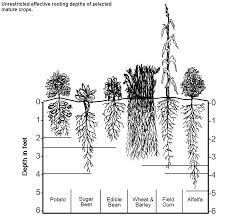 Unrestricted effective rooting depths of selected
mature crops.
0
1
2
3
4
5
6
Depth in feet
0
1
2
3
4
5
6
Potato
Sugar
Beet
Edible
Bean
Wheat &
Barley
Field
Corn
Alfalfa